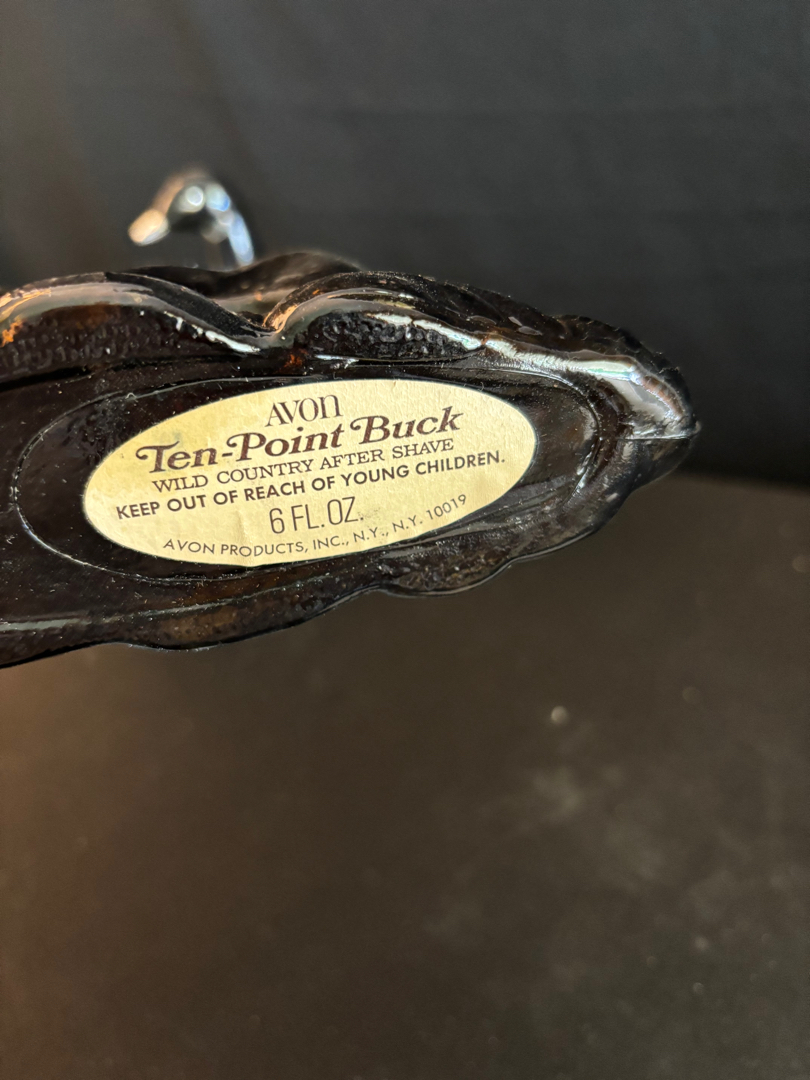 AVON
Ten-Point Buck
WILD COUNTRY AFTER SHAVE
KEEP OUT OF REACH OF YOUNG CHILDREN.
6 FL. OZ.
AVON PRODUCTS, INC., N.Y., N.Y. 10019